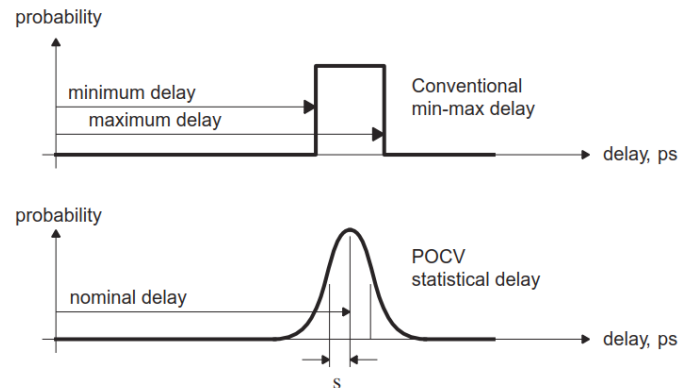 probability
minimum delay
maximum delay
Conventional
min-max delay
delay, ps
probability
POCV
statistical delay
nominal delay
delay, ps
s